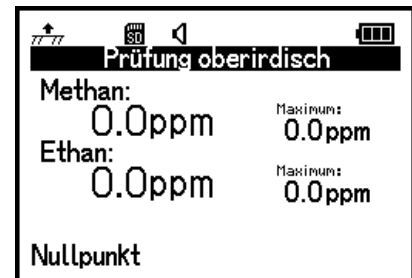 SD
Prüfung oberirdisch
Methan:
0.0ppm
Maximum:
0.0ppm
Ethan:
0.0ppm
Maximum:
0.0ppm
Nullpunkt